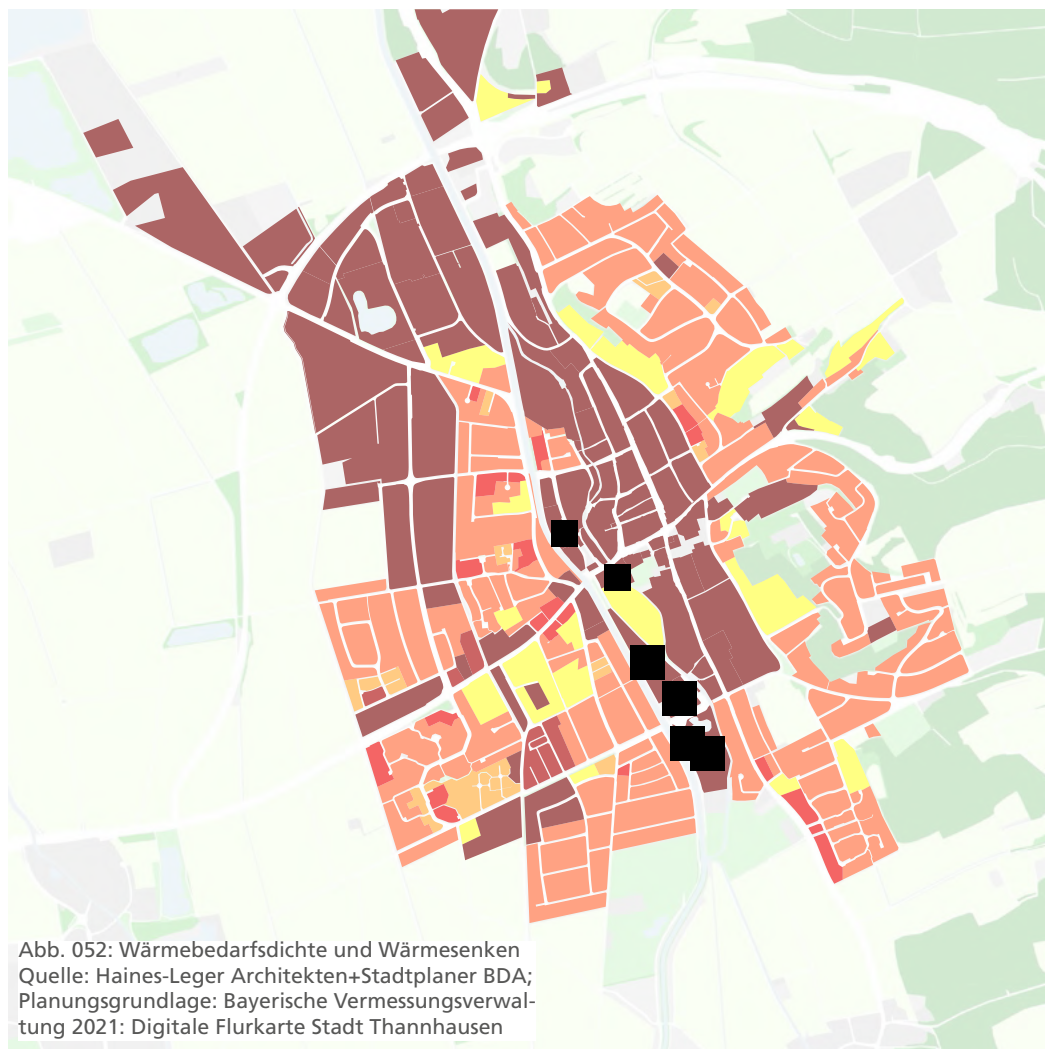 Abb. 052: Wärmebedarfsdichte und Wärmesenken
Quelle: Haines-Leger Architekten+Stadtplaner BDA;
Planungsgrundlage: Bayerische Vermessungsverwal-
tung 2021: Digitale Flurkarte Stadt Thannhausen